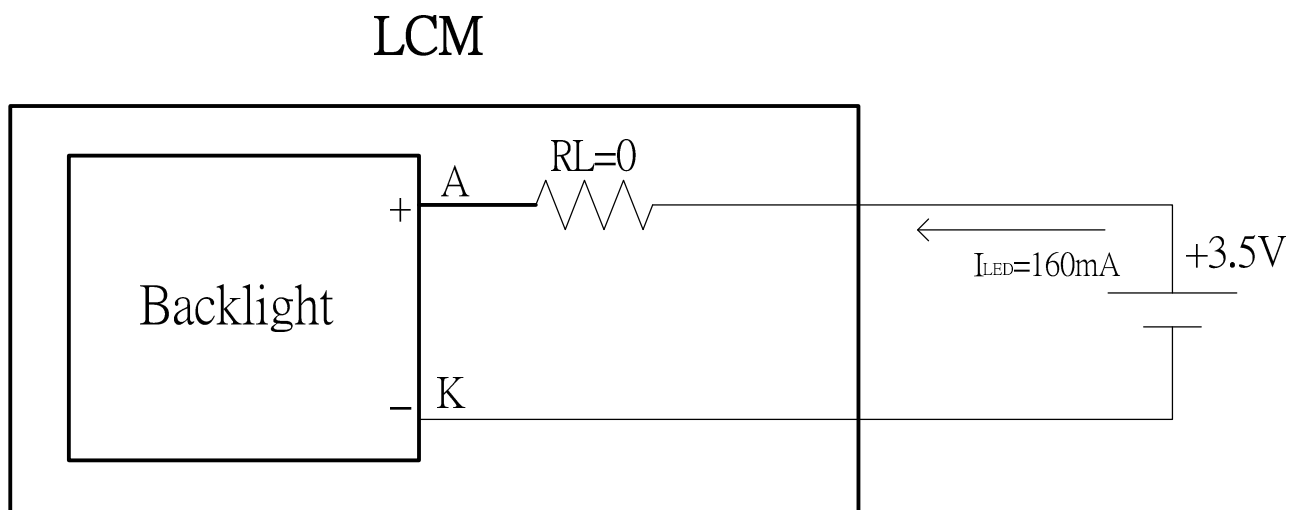 LCM
RL=0
A
+
+3.5V
ILED=160mA
Backlight
K
−